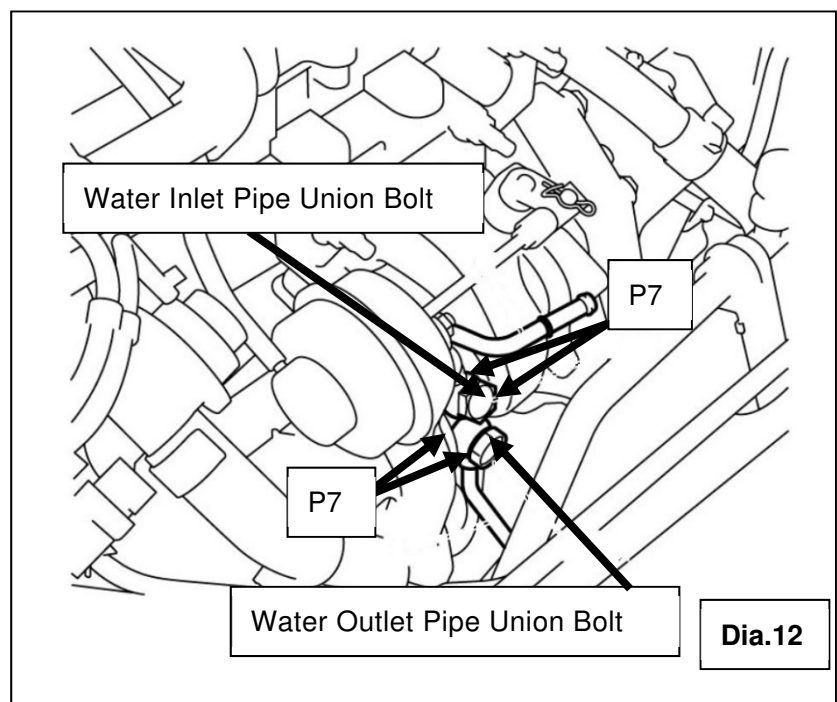 Water Inlet Pipe Union Bolt
P7
P7
Water Outlet Pipe Union Bolt
Dia.12